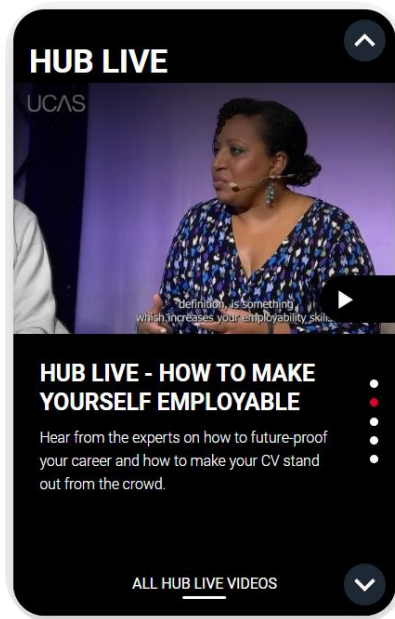 HUB LIVE
UCAS
definition, is something
which increases your employability skills.
HUB LIVE - HOW TO MAKE
YOURSELF EMPLOYABLE
Hear from the experts on how to future-proof
your career and how to make your CV stand
out from the crowd.
ALL HUB LIVE VIDEOS